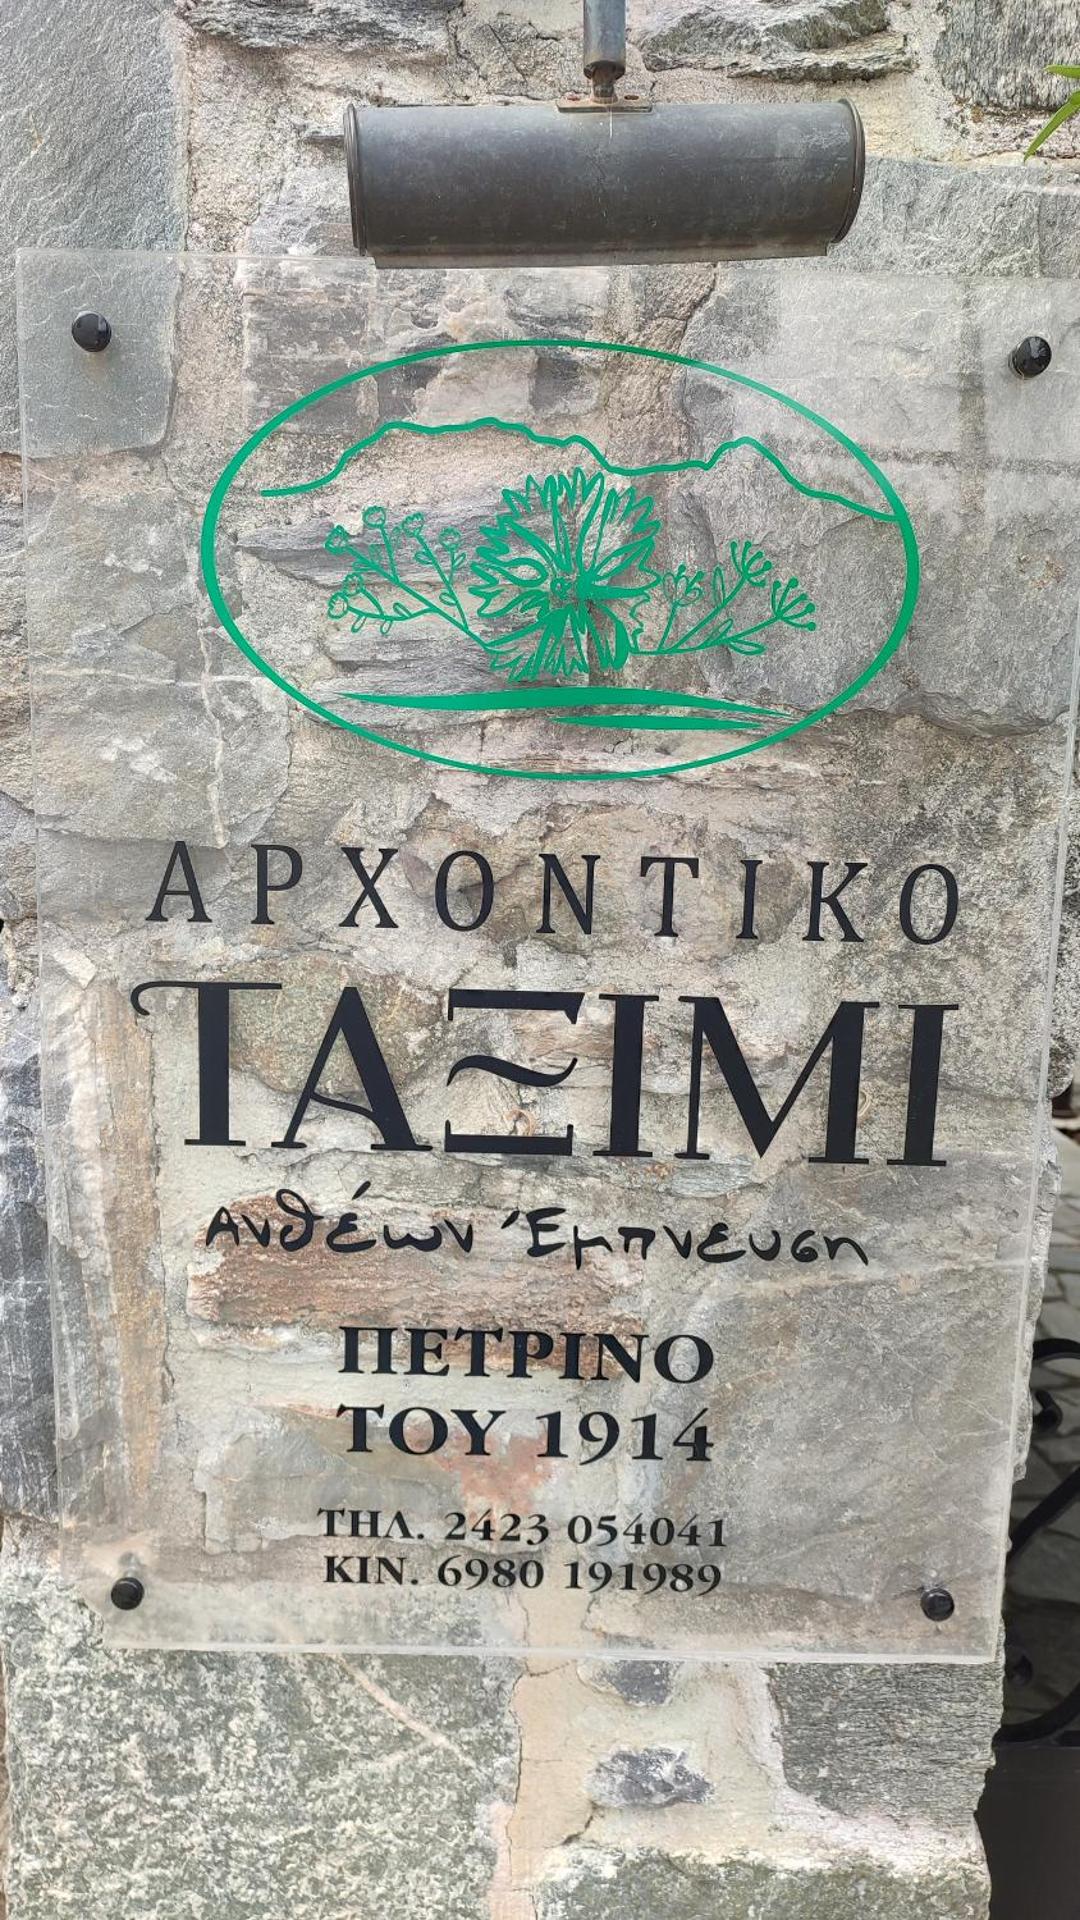 ΑΡΧΟΝΤΙΚΟ
ΤΑΞΙΜΙ
Ανθέων Έμπνευση
ΠΕΤΡΙΝΟ
ΤΟΥ 1914
ΤΗΛ. 2423 054041
ΚΙΝ. 6980 191989